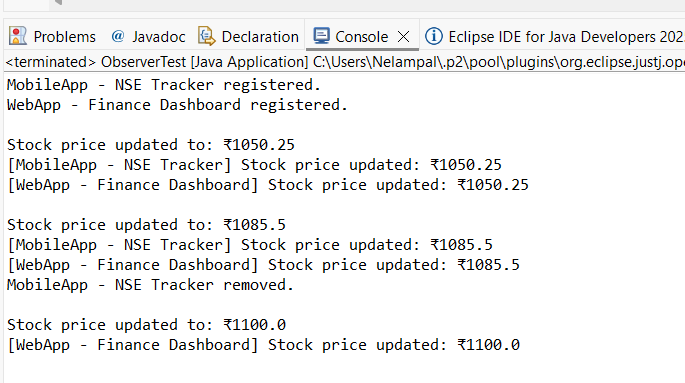 Problems @ Javadoc Declaration Console Eclipse IDE for Java Developers 202
<terminated> ObserverTest [Java Application] C:\Users\Nelampal\.p2\pool\plugins\org.eclipse.justj.op
MobileApp - NSE Tracker registered.
WebApp - Finance Dashboard registered.
Stock price updated to: ₹1050.25
[MobileApp - NSE Tracker] Stock price updated: ₹1050.25
[WebApp - Finance Dashboard] Stock price updated: ₹1050.25
Stock price updated to: ₹1085.5
[MobileApp - NSE Tracker] Stock price updated: ₹1085.5
[WebApp - Finance Dashboard] Stock price updated: ₹1085.5
MobileApp - NSE Tracker removed.
Stock price updated to: ₹1100.0
[WebApp - Finance Dashboard] Stock price updated: ₹1100.0